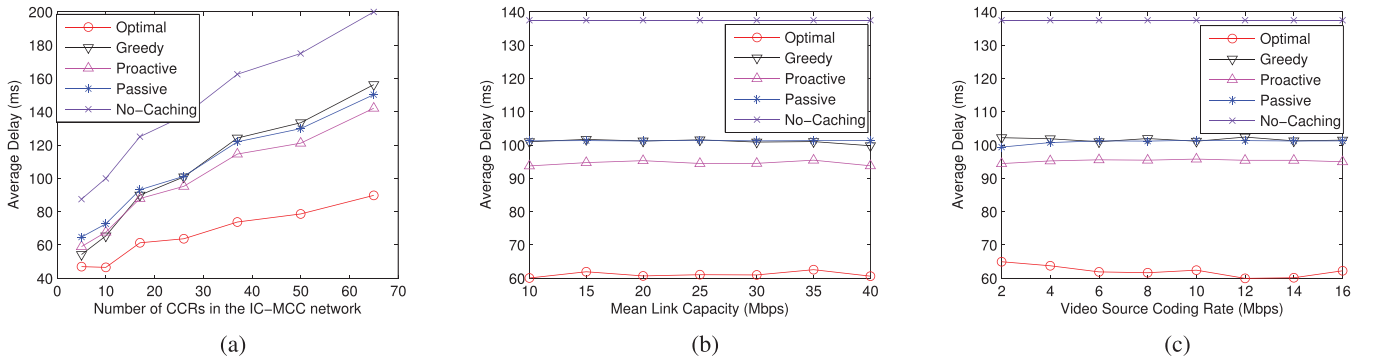 200
180
160
140
120
100
80
60
40
0
10
20
30
40
50
60
70
Average Delay (ms)
Number of CCRs in the IC−MCC network
Optimal
Greedy
Proactive
Passive
No−Caching
(a)
140
130
120
110
100
90
80
70
60
10
15
20
25
30
35
40
Average Delay (ms)
Mean Link Capacity (Mbps)
Optimal
Greedy
Proactive
Passive
No−Caching
(b)
140
130
120
110
100
90
80
70
60
2
4
6
8
10
12
14
16
Average Delay (ms)
Video Source Coding Rate (Mbps)
Optimal
Greedy
Proactive
Passive
No−Caching
(c)